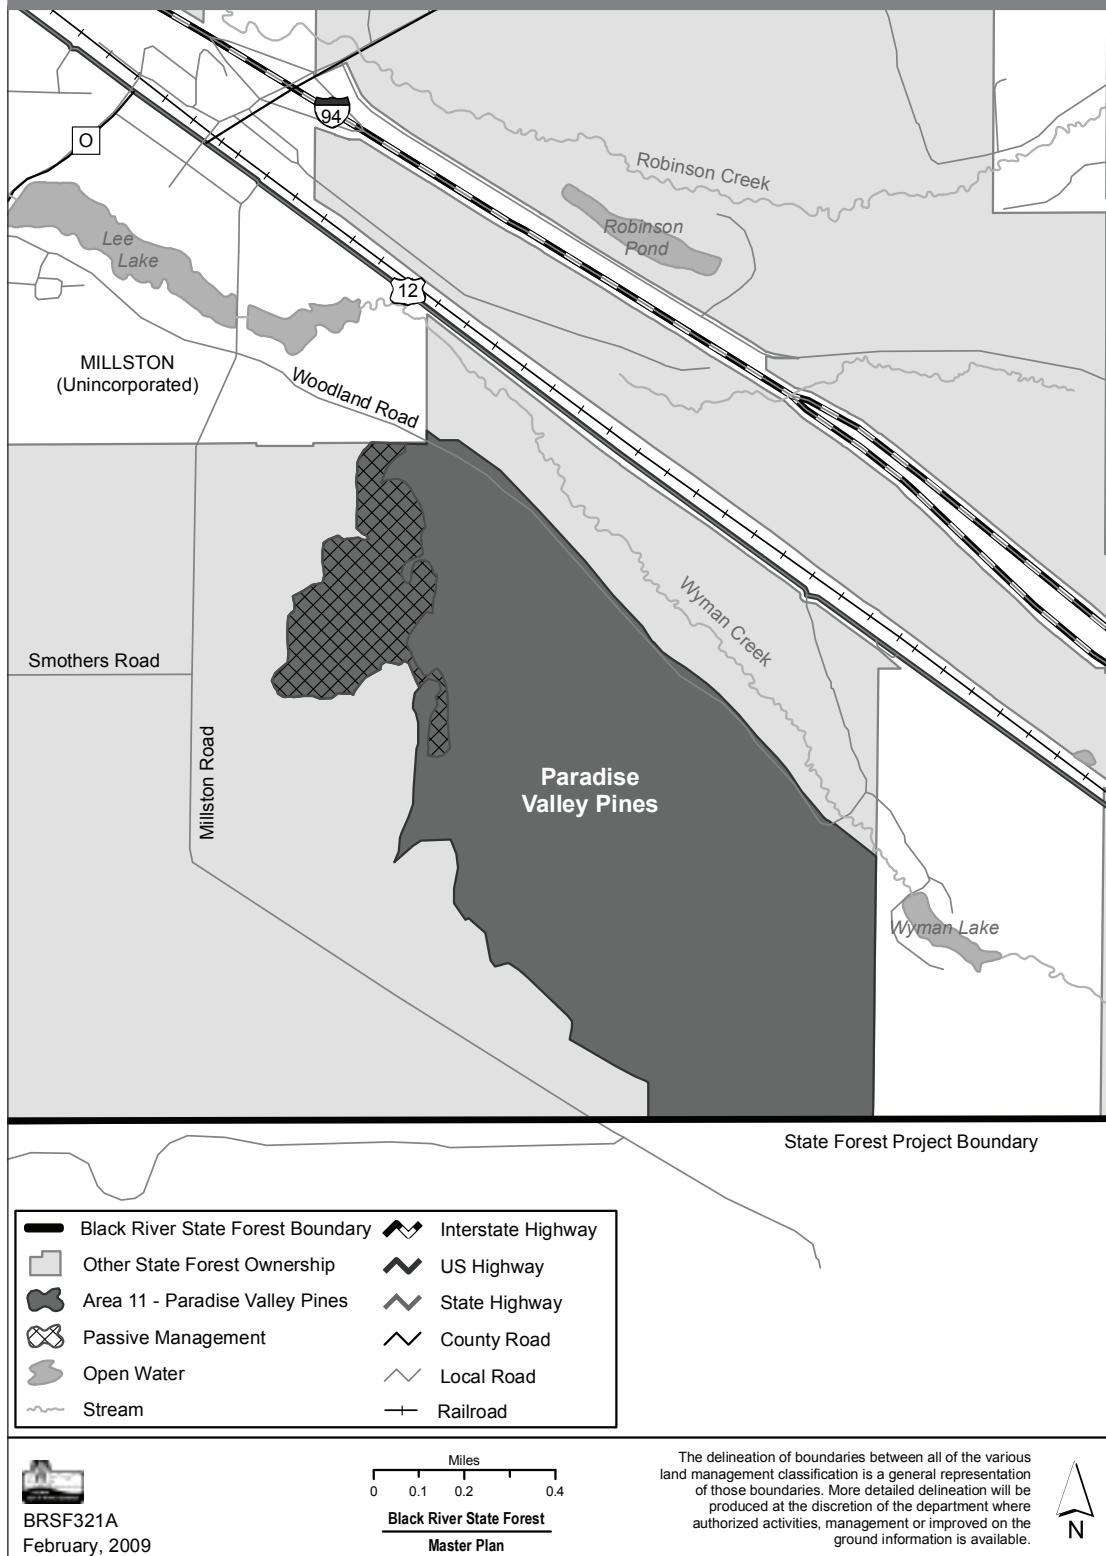 94
O
Robinson Creek
Robinson
Pond
Lee
Lake
12
MILLSTON
(Unincorporated)
Woodland Road
Wyman Creek
Smothers Road
Millston Road
Paradise
Valley Pines
Wyman Lake
State Forest Project Boundary
Black River State Forest Boundary
Other State Forest Ownership
Area 11 - Paradise Valley Pines
Passive Management
Open Water
Stream
Interstate Highway
US Highway
State Highway
County Road
Local Road
Railroad
BRSF321A
February, 2009
Miles
0 0.1 0.2 0.4
Black River State Forest
Master Plan
The delineation of boundaries between all of the various
land management classification is a general representation
of those boundaries. More detailed delineation will be
produced at the discretion of the department where
authorized activities, management or improved on the
ground information is available.
N